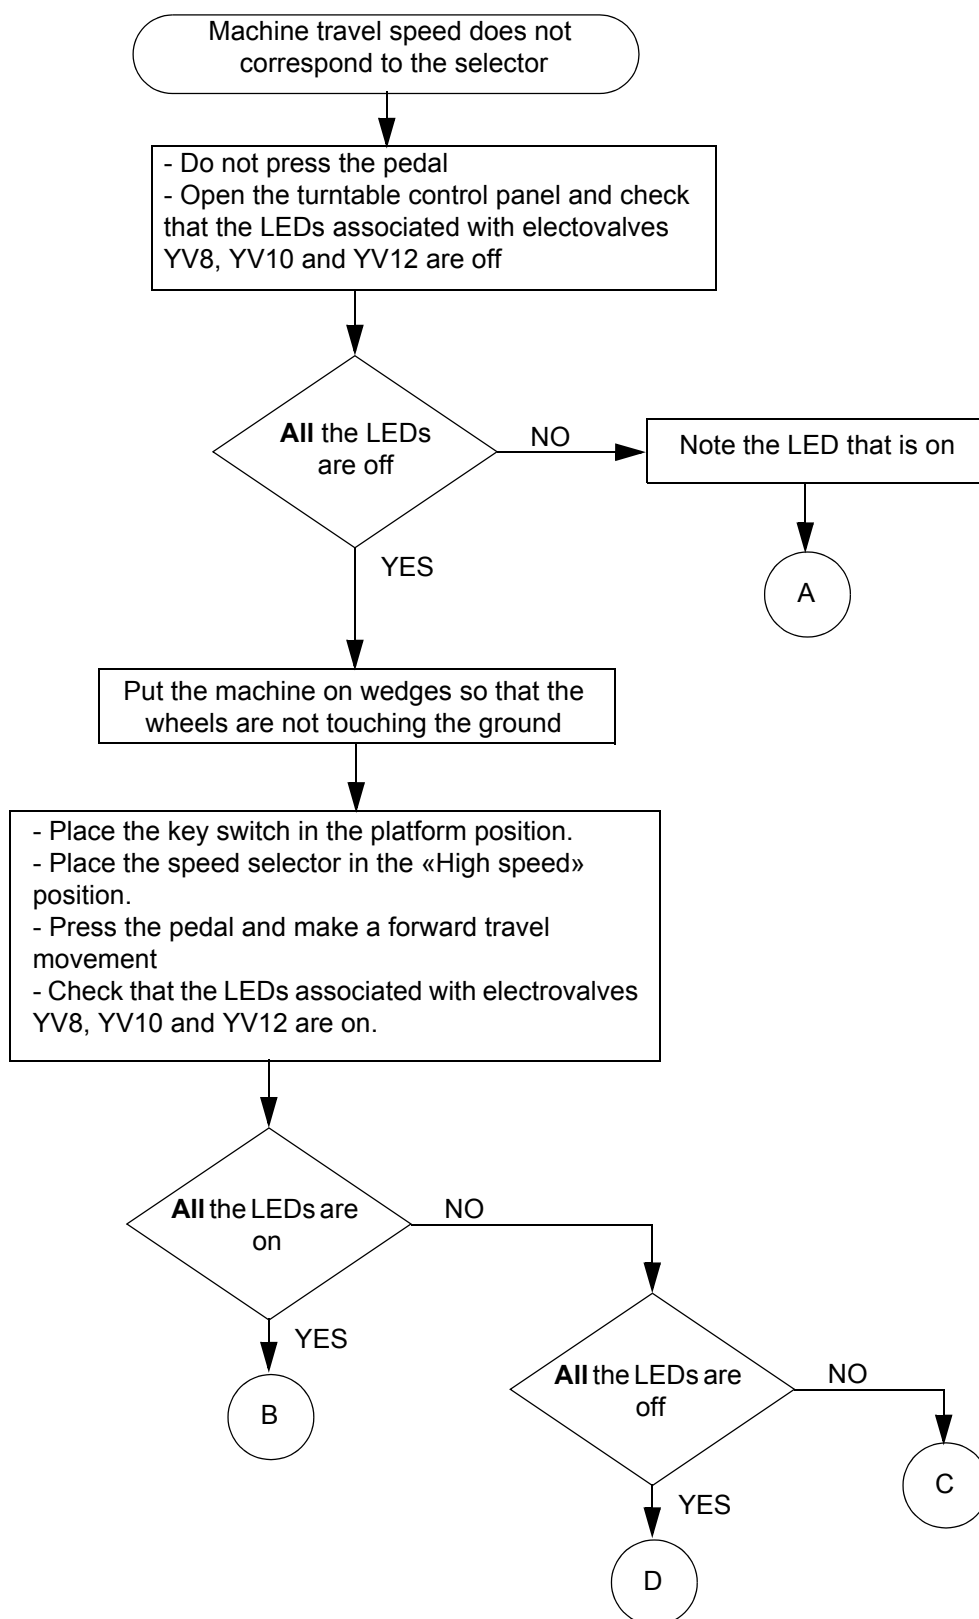 Machine travel speed does not
correspond to the selector
- Do not press the pedal
- Open the turntable control panel and check
that the LEDs associated with electovalves
YV8, YV10 and YV12 are off
All the LEDs
are off
NO
Note the LED that is on
YES
A
Put the machine on wedges so that the
wheels are not touching the ground
- Place the key switch in the platform position.
- Place the speed selector in the «High speed»
position.
- Press the pedal and make a forward travel
movement
- Check that the LEDs associated with electrovalves
YV8, YV10 and YV12 are on.
All the LEDs are
on
NO
YES
B
All the LEDs are
off
NO
C
YES
D